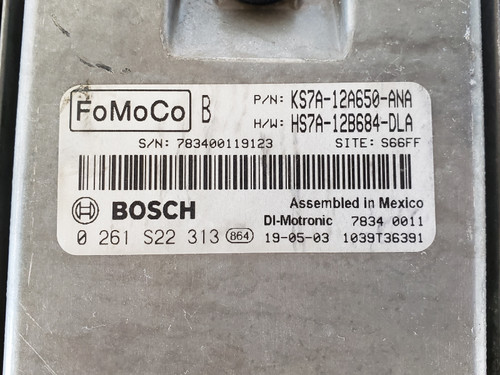 FoMoCo B P/N: KS7A-12A650-ANA
H/W: HS7A-12B684-DLA
S/N: 783400119123 SITE: S66FF
BOSCH Assembled in Mexico
DI-Motronic 7834 0011
0 261 S22 313 864 19-05-03 1039T36391